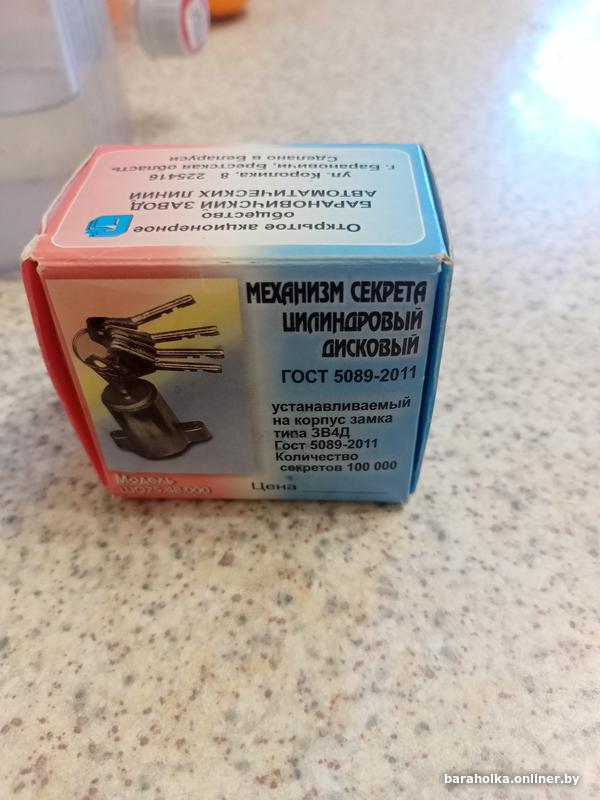 Открытое акционерное
общество
БАРАНОВИЧСКИЙ ЗАВОД
АВТОМАТИЧЕСКИХ ЛИНИЙ
ул. Королика, 8 225416
г. Барановичи, Брестская область
Сделано в Беларуси
МЕХАНИЗМ СЕКРЕТА
ЦИЛИНДРОВЫЙ
ДИСКОВЫЙ
ГОСТ 5089-2011
устанавливаемый
на корпус замка
типа ЗВ4Д
Гост 5089-2011
Количество
секретов 100 000
Модель
Цена
baraholka.onliner.by